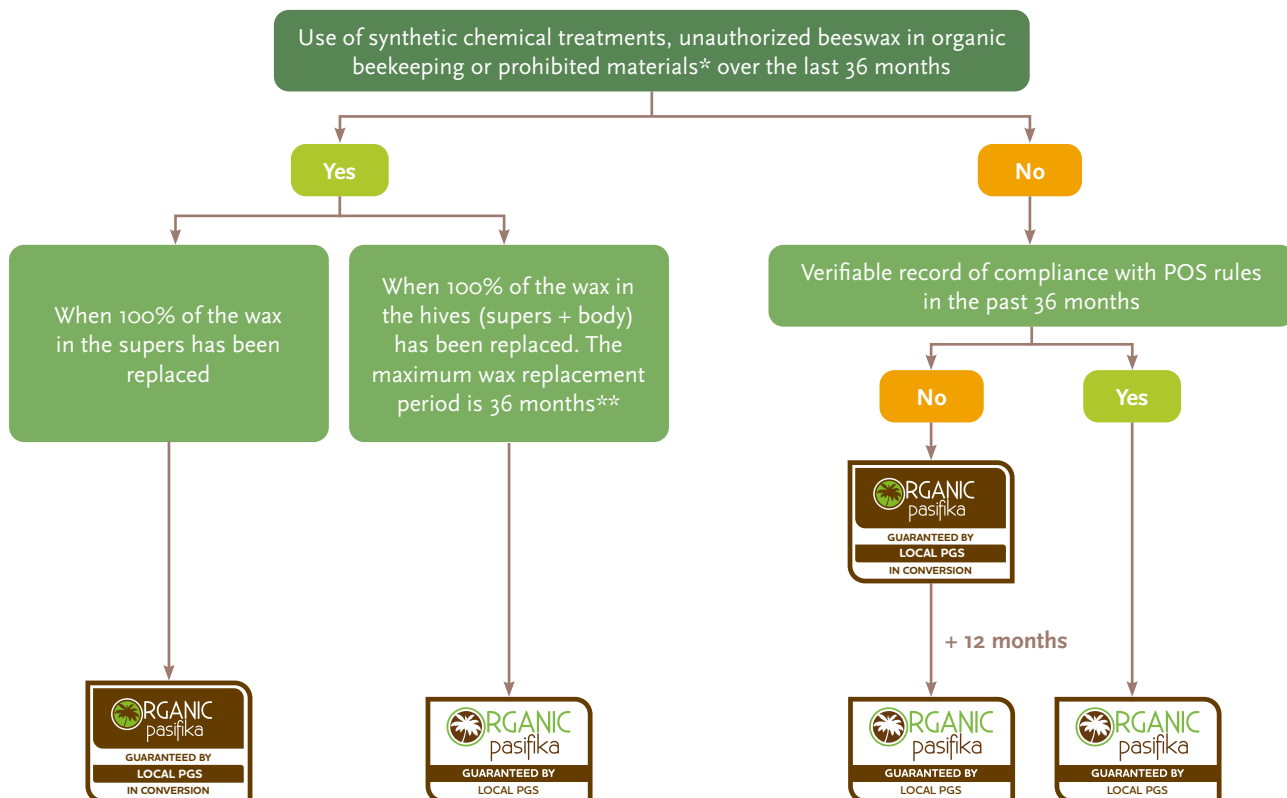 Use of synthetic chemical treatments, unauthorized beeswax in organic
beekeeping or prohibited materials* over the last 36 months
Yes
No
When 100% of the wax
in the supers has been
replaced
When 100% of the wax in
the hives (supers + body)
has been replaced. The
maximum wax replacement
period is 36 months**
Verifiable record of compliance with POS rules
in the past 36 months
No
Yes
ORGANIC
pasifika
GUARANTEED BY
LOCAL PGS
IN CONVERSION
+ 12 months
ORGANIC
pasifika
GUARANTEED BY
LOCAL PGS
IN CONVERSION
ORGANIC
pasifika
GUARANTEED BY
LOCAL PGS
ORGANIC
pasifika
GUARANTEED BY
LOCAL PGS
ORGANIC
pasifika
GUARANTEED BY
LOCAL PGS